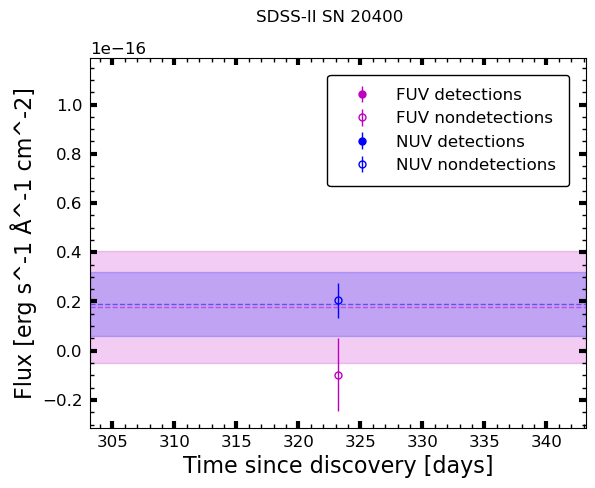 SDSS-II SN 20400
1e−16
FUV detections
FUV nondetections
NUV detections
NUV nondetections
1.0
0.8
0.6
0.4
0.2
0.0
−0.2
Flux [erg s^-1 Å^-1 cm^-2]
305 310 315 320 325 330 335 340
Time since discovery [days]